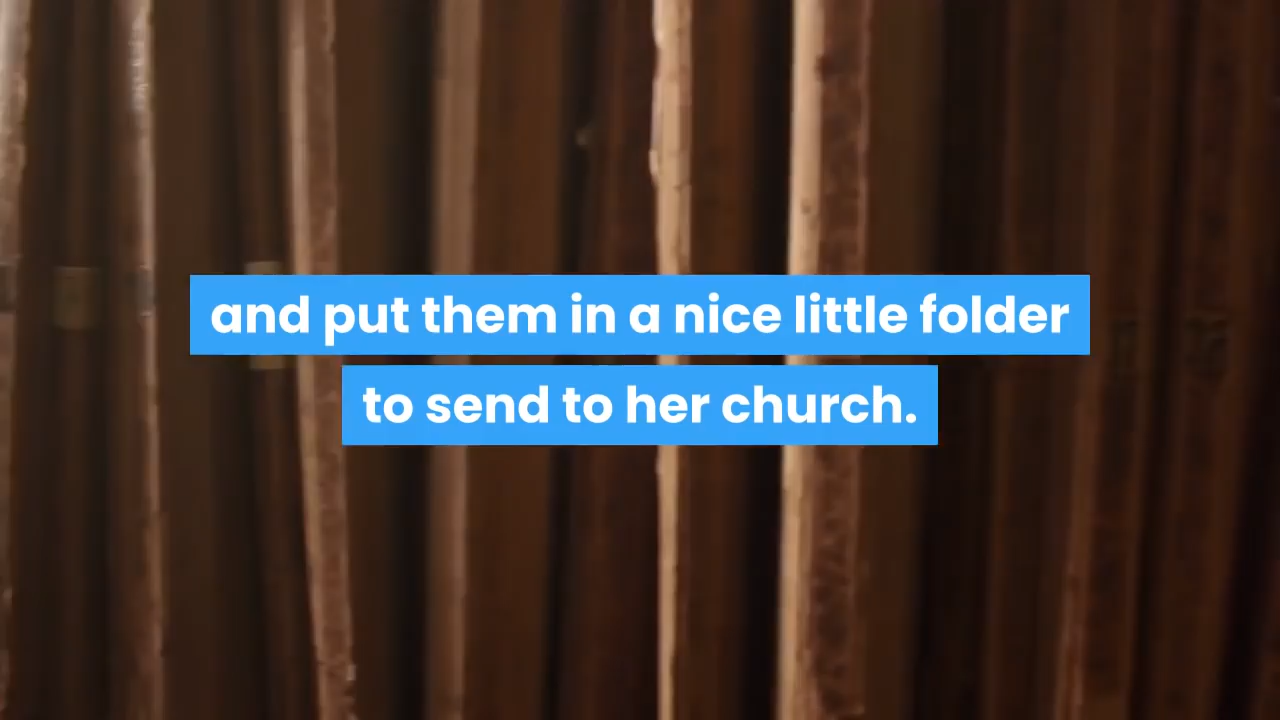 and put them in a nice little folder
to send to her church.